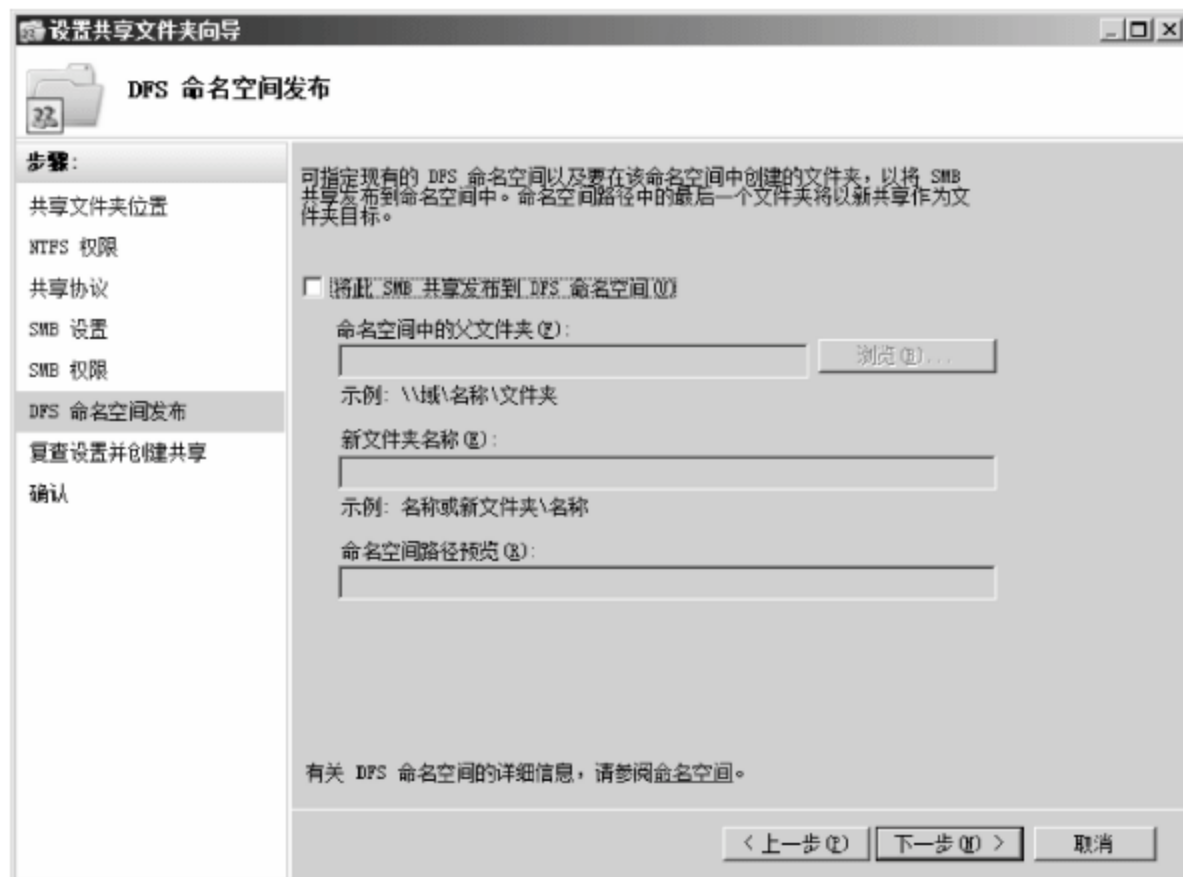 设置共享文件夹向导
DFS 命名空间发布
步骤:
共享文件夹位置
NTFS 权限
共享协议
SMB 设置
SMB 权限
DFS 命名空间发布
复查设置并创建共享
确认
可指定现有的 DFS 命名空间以及要在该命名空间中创建的文件夹，以将 SMB
共享发布到命名空间中。命名空间路径中的最后一个文件夹将以新共享作为文
件夹目标。
将此 SMB 共享发布到 DFS 命名空间(U)
命名空间中的父文件夹(F):
浏览(B)...
示例: \\域\名称\文件夹
新文件夹名称(E):
示例: 名称或新文件夹\名称
命名空间路径预览(R):
有关 DFS 命名空间的详细信息，请参阅命名空间。
< 上一步(P)
下一步(N) >
取消